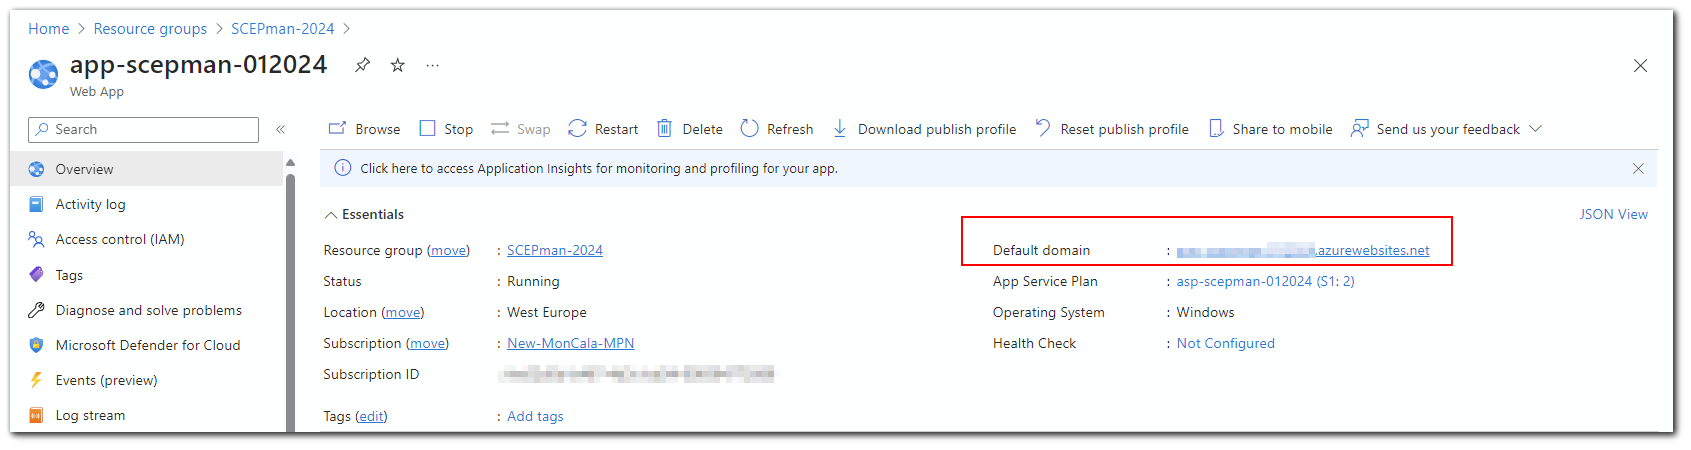 Home > Resource groups > SCEPman-2024 >
app-scepman-012024
Web App
Search
Browse Stop Swap Restart Delete Refresh Download publish profile Reset publish profile Share to mobile Send us your feedback
Overview
Click here to access Application Insights for monitoring and profiling for your app.
Activity log
Essentials
JSON View
Access control (IAM)
Resource group (move) : SCEPman-2024
Default domain : .azurewebsites.net
Tags
Status : Running
App Service Plan : asp-scepman-012024 (S1: 2)
Diagnose and solve problems
Location (move) : West Europe
Operating System : Windows
Microsoft Defender for Cloud
Subscription (move) : New-MonCala-MPN
Health Check : Not Configured
Events (preview)
Subscription ID
Log stream
Tags (edit) : Add tags